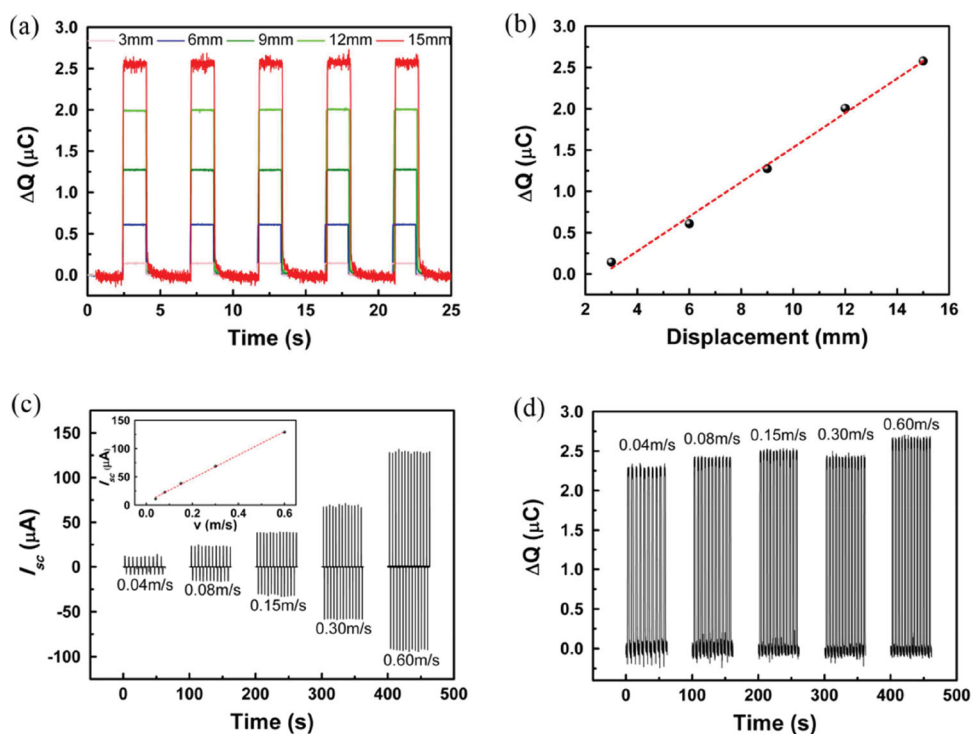 (a)
3mm 6mm 9mm 12mm 15mm
3.0
2.5
2.0
1.5
1.0
0.5
0.0
ΔQ (μC)
0 5 10 15 20 25
Time (s)
(b)
3.0
2.5
2.0
1.5
1.0
0.5
0.0
ΔQ (μC)
2 4 6 8 10 12 14 16
Displacement (mm)
(c)
150
100
50
0
-50
-100
Isc (μA)
150
100
50
0
Isc (μA)
0.0 0.2 0.4 0.6
v (m/s)
0.04m/s
0.08m/s
0.15m/s
0.30m/s
0.60m/s
0 100 200 300 400 500
Time (s)
(d)
3.0
2.5
2.0
1.5
1.0
0.5
0.0
ΔQ (μC)
0.04m/s
0.08m/s
0.15m/s
0.30m/s
0.60m/s
0 100 200 300 400 500
Time (s)